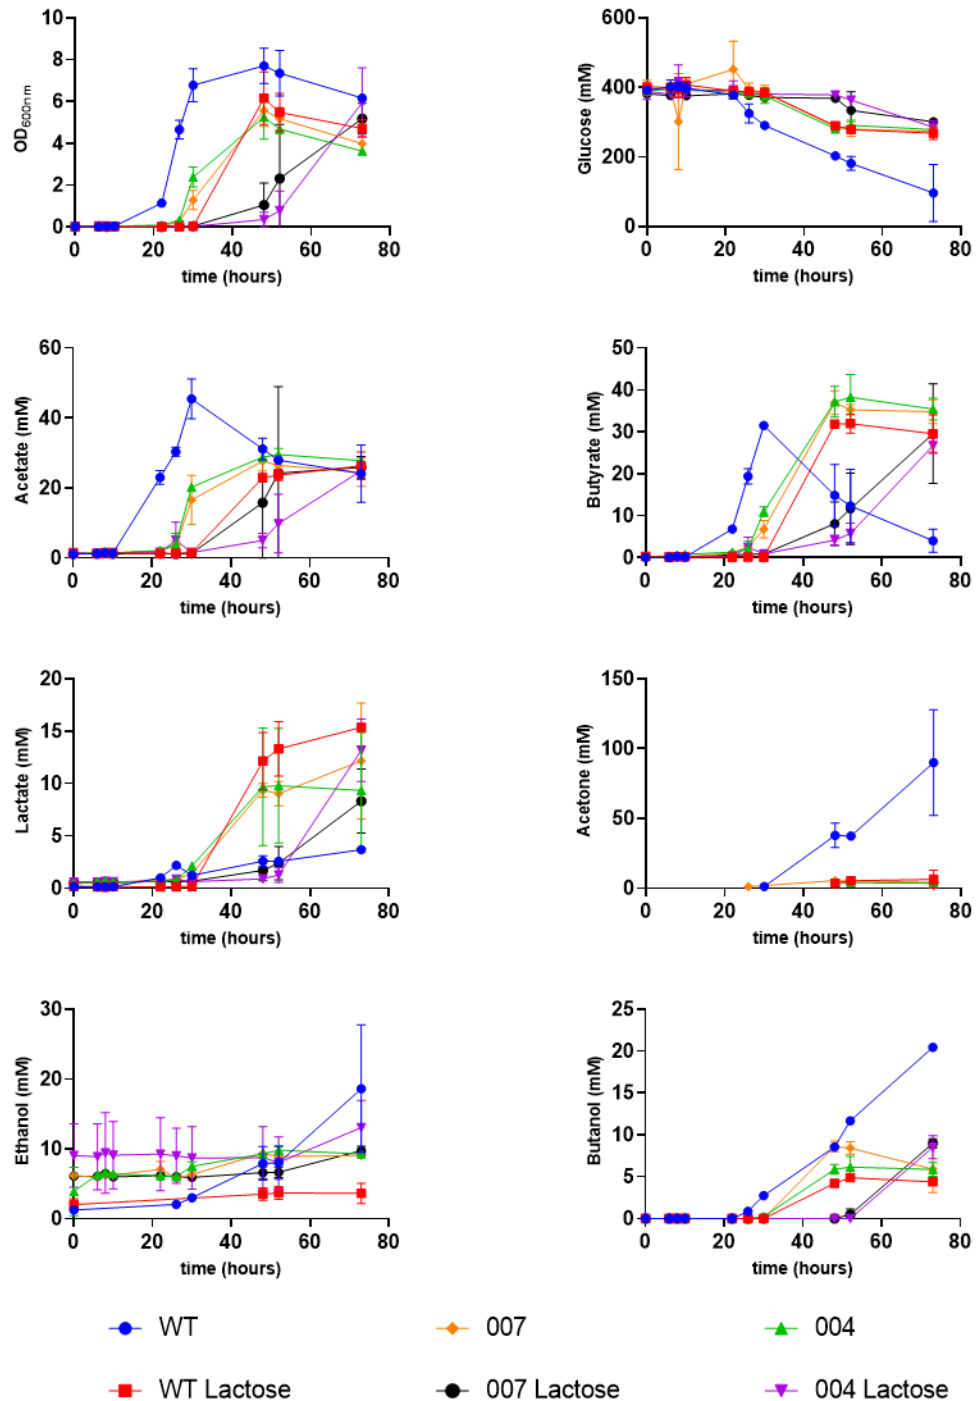 10
8
6
4
2
0
OD600nm
0 20 40 60 80
time (hours)
600
400
200
0
Glucose (mM)
0 20 40 60 80
time (hours)
60
40
20
0
Acetate (mM)
0 20 40 60 80
time (hours)
50
40
30
20
10
0
Butyrate (mM)
0 20 40 60 80
time (hours)
20
15
10
5
0
Lactate (mM)
0 20 40 60 80
time (hours)
150
100
50
0
Acetone (mM)
0 20 40 60 80
time (hours)
30
20
10
0
Ethanol (mM)
0 20 40 60 80
time (hours)
25
20
15
10
5
0
Butanol (mM)
0 20 40 60 80
time (hours)
WT 007 004
WT Lactose 007 Lactose 004 Lactose